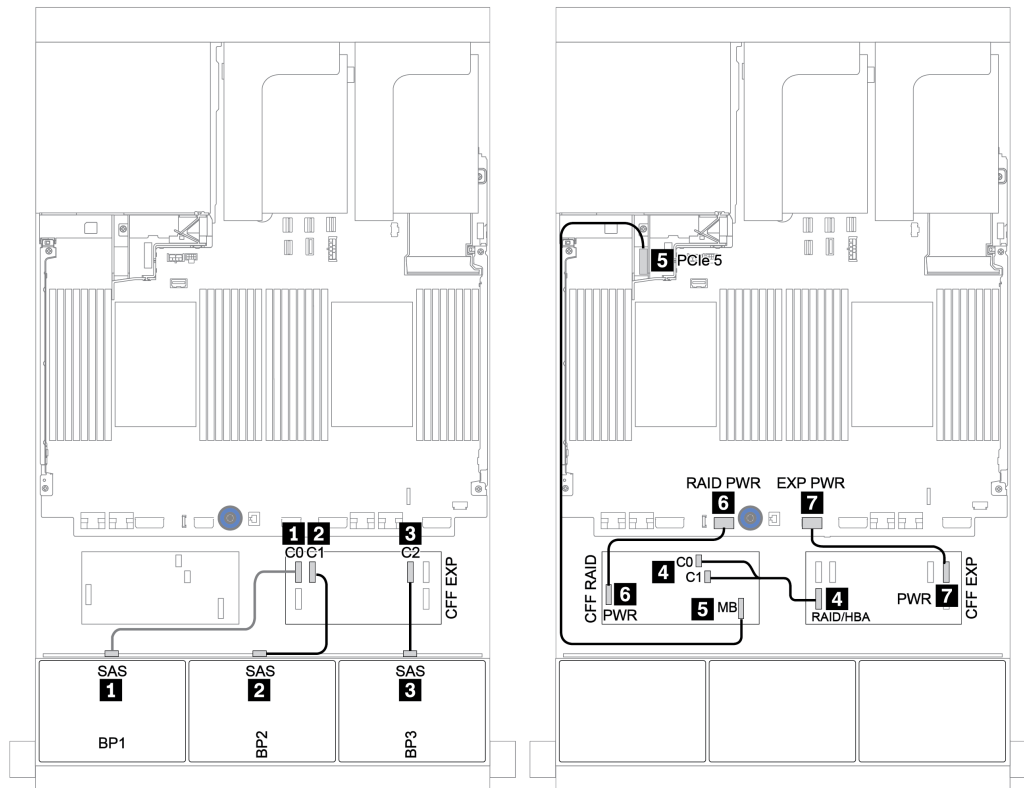 1 2 3
C0 C1 C2
CFF EXP
SAS SAS SAS
1 2 3
BP1 BP2 BP3
5 PCIe 5
RAID PWR EXP PWR
6 7
CFF RAID
4 C0
C1
6
PWR
5 MB
4
RAID/HBA
PWR 7
CFF EXP